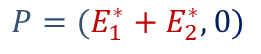 P = (E₁* + E₂*, 0)